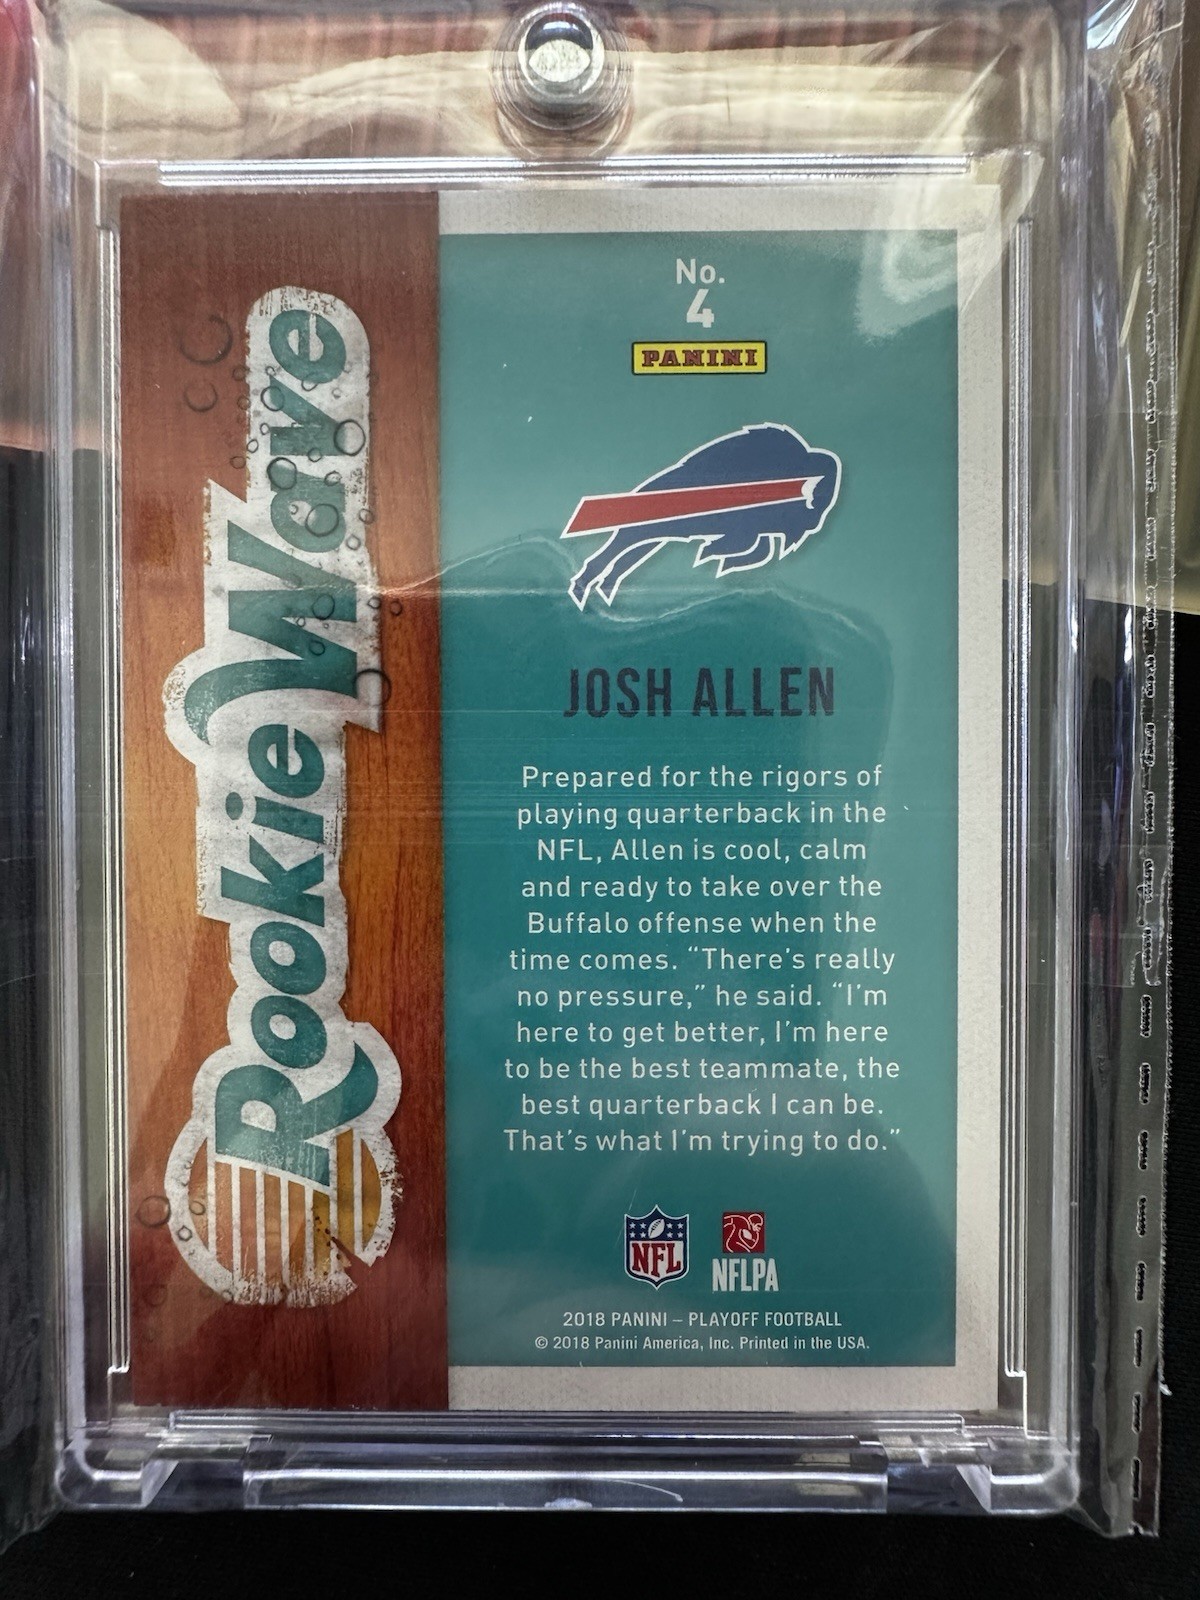 Rookie Wave
No.
4
PANINI
JOSH ALLEN
Prepared for the rigors of
playing quarterback in the
NFL, Allen is cool, calm
and ready to take over the
Buffalo offense when the
time comes. “There’s really
no pressure,” he said. “I’m
here to get better, I’m here
to be the best teammate, the
best quarterback I can be.
That’s what I’m trying to do.”
NFL
NFLPA
2018 PANINI – PLAYOFF FOOTBALL
© 2018 Panini America, Inc. Printed in the USA.